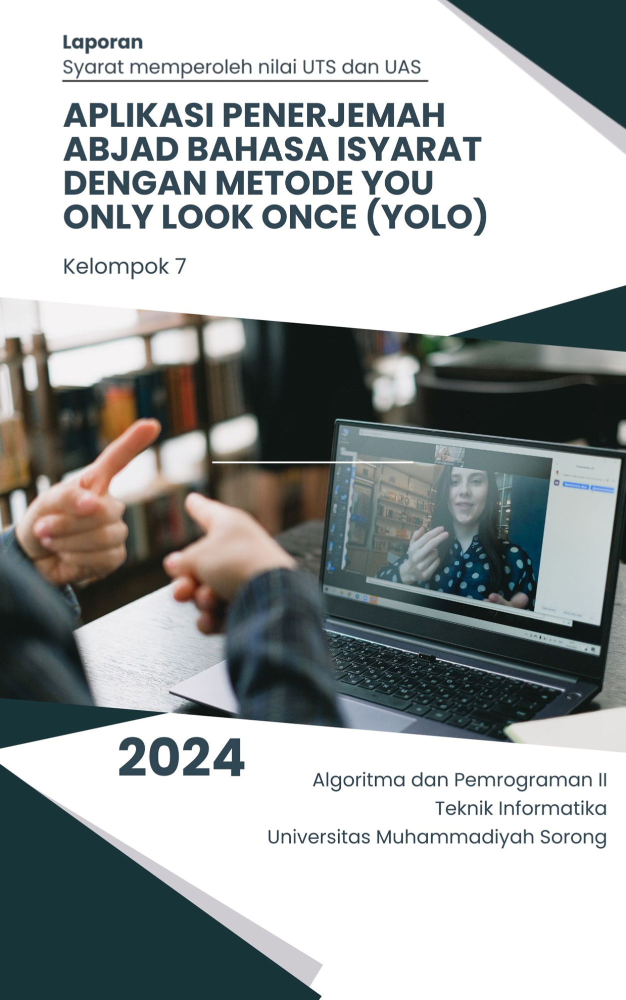 Laporan
Syarat memperoleh nilai UTS dan UAS
APLIKASI PENERJEMAH
ABJAD BAHASA ISYARAT
DENGAN METODE YOU
ONLY LOOK ONCE (YOLO)
Kelompok 7
2024
Algoritma dan Pemrograman II
Teknik Informatika
Universitas Muhammadiyah Sorong